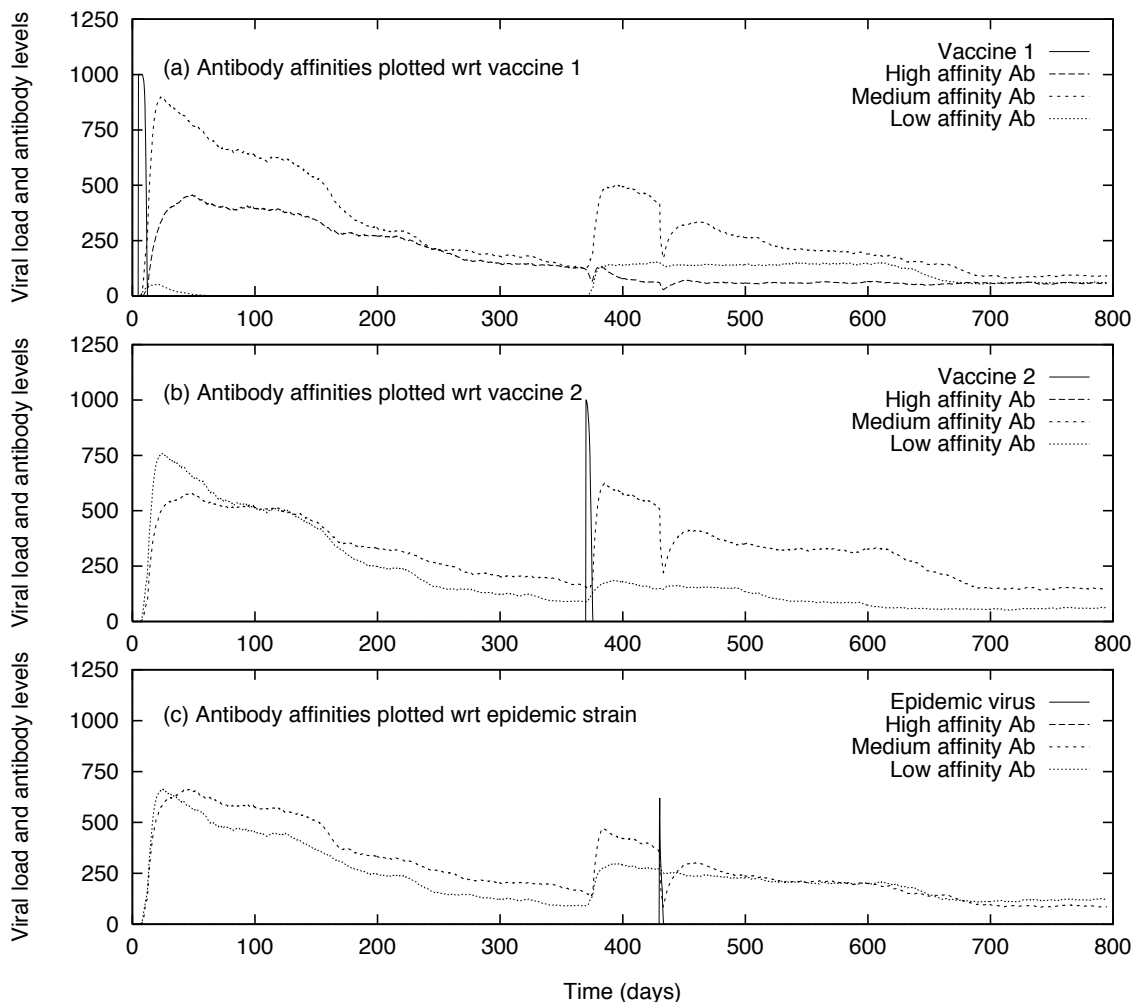 Viral load and antibody levels
1250
1000
750
500
250
0
(a) Antibody affinities plotted wrt vaccine 1
Vaccine 1
High affinity Ab
Medium affinity Ab
Low affinity Ab
0 100 200 300 400 500 600 700 800
Viral load and antibody levels
1250
1000
750
500
250
0
(b) Antibody affinities plotted wrt vaccine 2
Vaccine 2
High affinity Ab
Medium affinity Ab
Low affinity Ab
0 100 200 300 400 500 600 700 800
Viral load and antibody levels
1250
1000
750
500
250
0
(c) Antibody affinities plotted wrt epidemic strain
Epidemic virus
High affinity Ab
Medium affinity Ab
Low affinity Ab
0 100 200 300 400 500 600 700 800
Time (days)